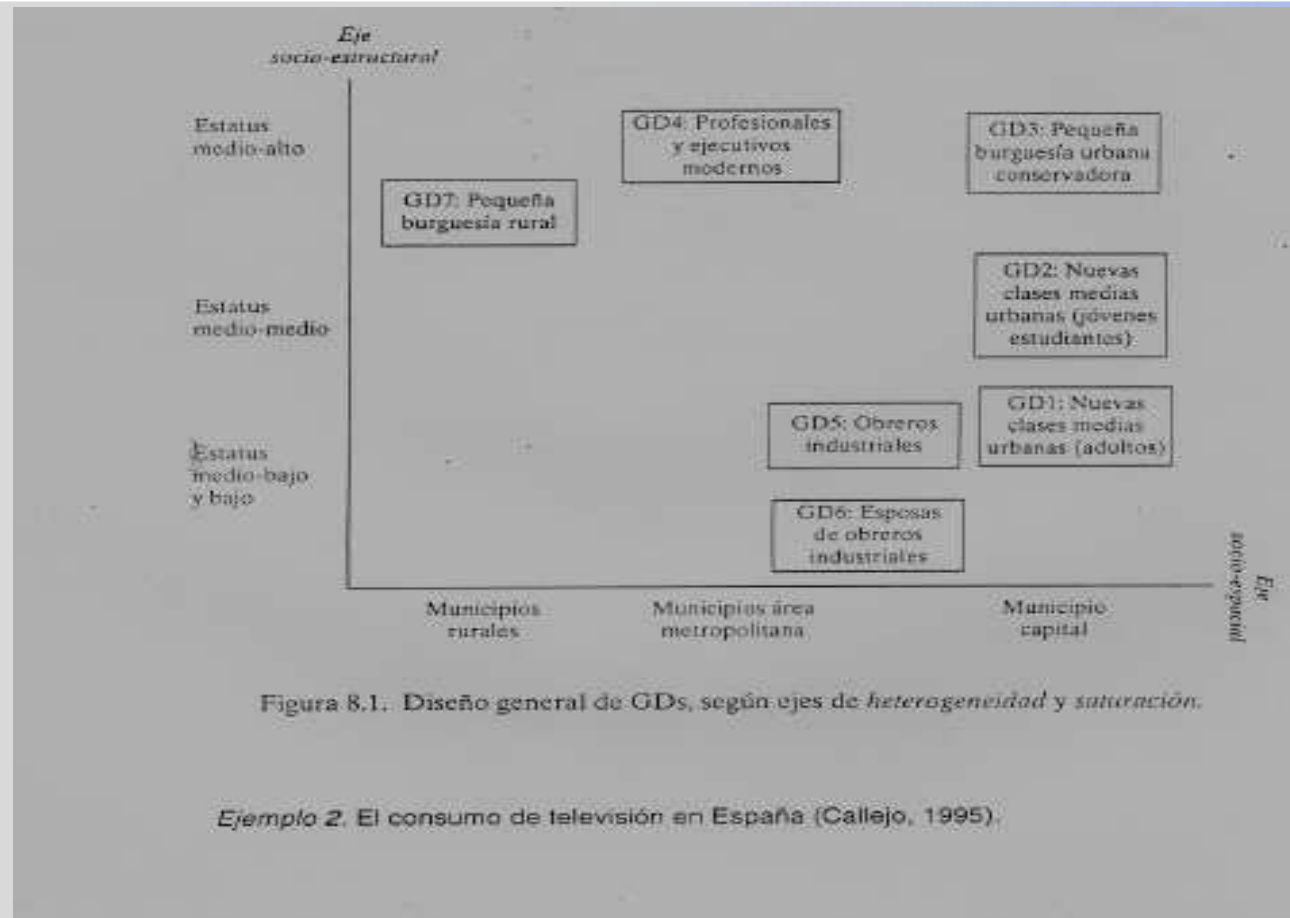 Eje
socio-estructural
Estatus
medio-alto
GD4: Profesionales
y ejecutivos
modernos
GD3: Pequeña
burguesía urbana
conservadora
GD7: Pequeña
burguesía rural
Estatus
medio-medio
GD2: Nuevas
clases medias
urbanas (jóvenes
estudiantes)
Estatus
medio-bajo
y bajo
GD5: Obreros
industriales
GD1: Nuevas
clases medias
urbanas (adultos)
GD6: Esposas
de obreros
industriales
Municipios
rurales
Municipios área
metropolitana
Municipio
capital
Eje
socio-espacial
Figura 8.1. Diseño general de GDs, según ejes de heterogeneidad y saturación.
Ejemplo 2. El consumo de televisión en España (Callejo, 1995).